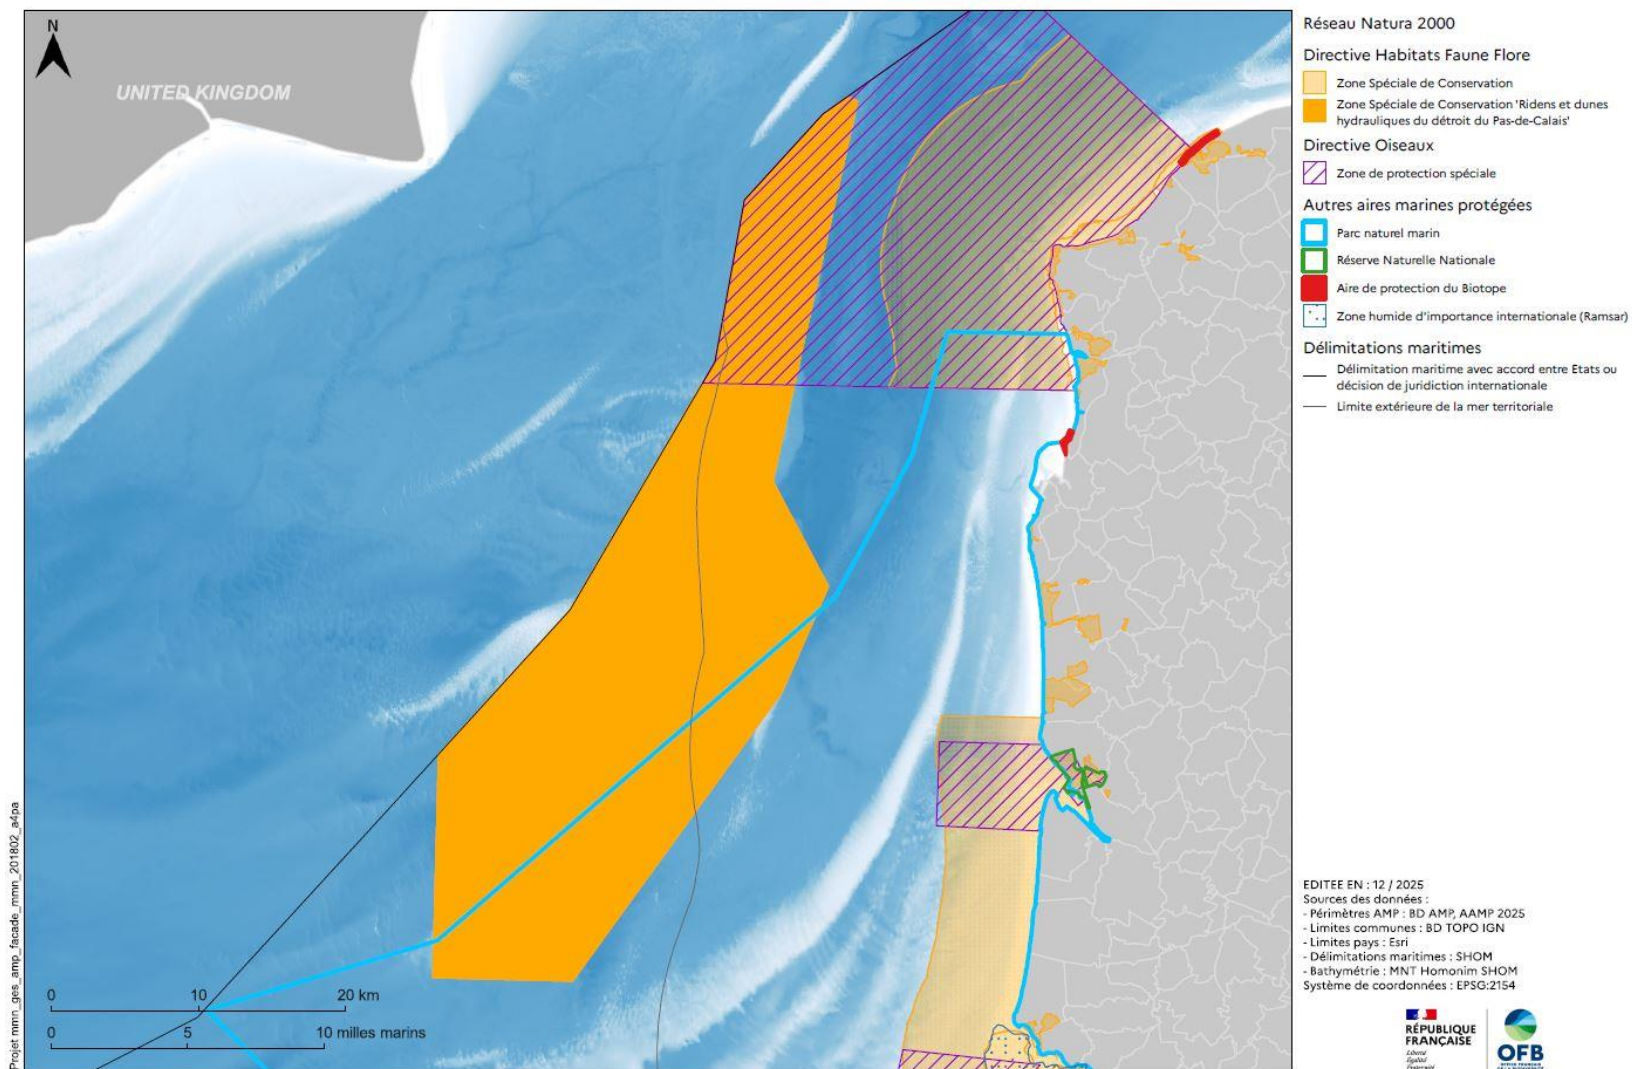 N
UNITED KINGDOM
0 10 20 km
0 5 10 milles marins
Projet mmn_ges_amp_facade_mmn_201802_a4pa
Réseau Natura 2000
Directive Habitats Faune Flore
Zone Spéciale de Conservation
Zone Spéciale de Conservation 'Ridens et dunes
hydrauliques du détroit du Pas-de-Calais'
Directive Oiseaux
Zone de protection spéciale
Autres aires marines protégées
Parc naturel marin
Réserve Naturelle Nationale
Aire de protection du Biotope
Zone humide d'importance internationale (Ramsar)
Délimitations maritimes
Délimitation maritime avec accord entre Etats ou
décision de juridiction internationale
Limite extérieure de la mer territoriale
EDITEE EN : 12 / 2025
Sources des données :
- Périmètres AMP : BD AMP, AAMP 2025
- Limites communes : BD TOPO IGN
- Limites pays : Esri
- Délimitations maritimes : SHOM
- Bathymétrie : MNT Homonim SHOM
Système de coordonnées : EPSG:2154
RÉPUBLIQUE
FRANÇAISE
Liberté
Égalité
Fraternité
OFB